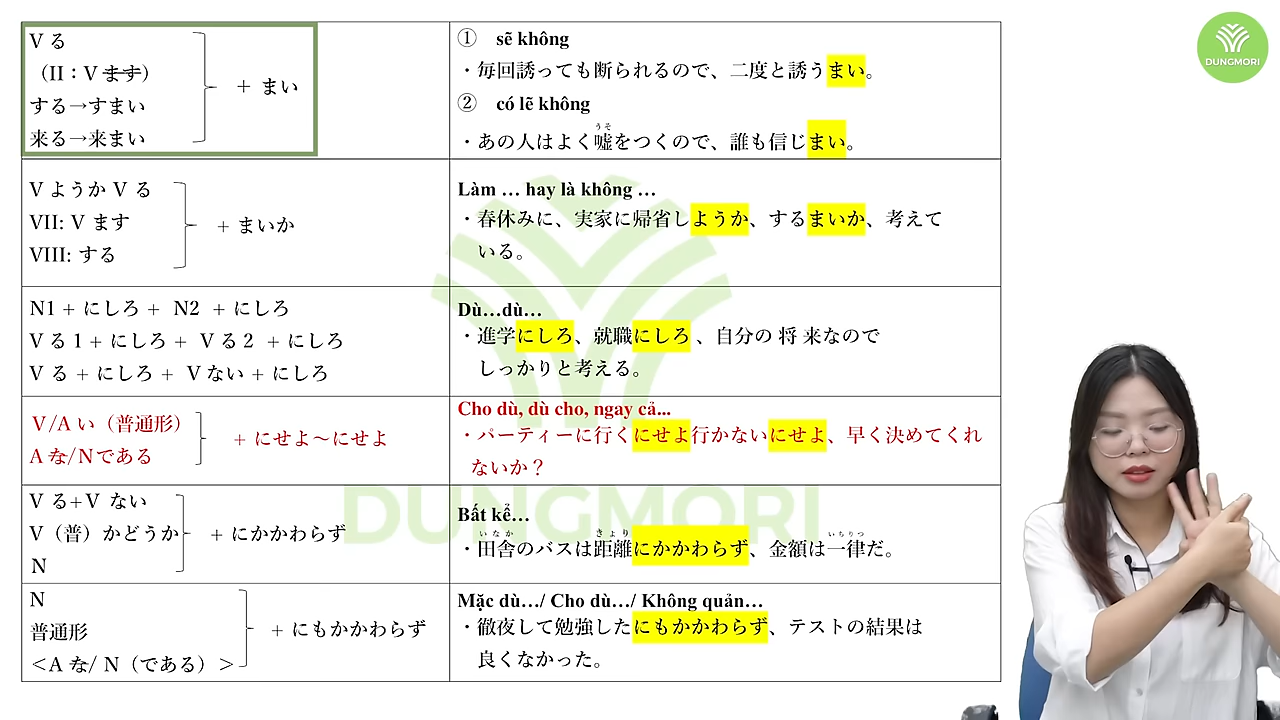 V る
（II：V ます）
する→すまい
来る→来まい
＋ まい
① sẽ không
・毎回誘っても断られるので、二度と誘うまい。
② có lẽ không
・あの人はよく嘘をつくので、誰も信じまい。
うそ
V ようか V る
VII: V ます
VIII: する
+ まいか
Làm … hay là không …
・春休みに、実家に帰省しようか、するまいか、考えて
いる。
N1 + にしろ + N2 + にしろ
V る 1 + にしろ + V る 2 + にしろ
V る + にしろ + V ない + にしろ
Dù…dù…
・進学にしろ、就職にしろ 、自分の 将 来なので
しっかりと考える。
V/A い（普通形）
A な/N である
+ にせよ～にせよ
Cho dù, dù cho, ngay cả...
・パーティーに行くにせよ行かないにせよ、早く決めてくれ
ないか？
V る+V ない
V（普）かどうか
N
+ にかかわらず
Bất kể…
・田舎のバスは距離にかかわらず、金額は一律だ。
いなか きょり いちりつ
N
普通形
＜A な/ N（である）＞
+ にもかかわらず
Mặc dù…/ Cho dù…/ Không quản…
・徹夜して勉強したにもかかわらず、テストの結果は
良くなかった。
DUNGMORI
DUNGMORI